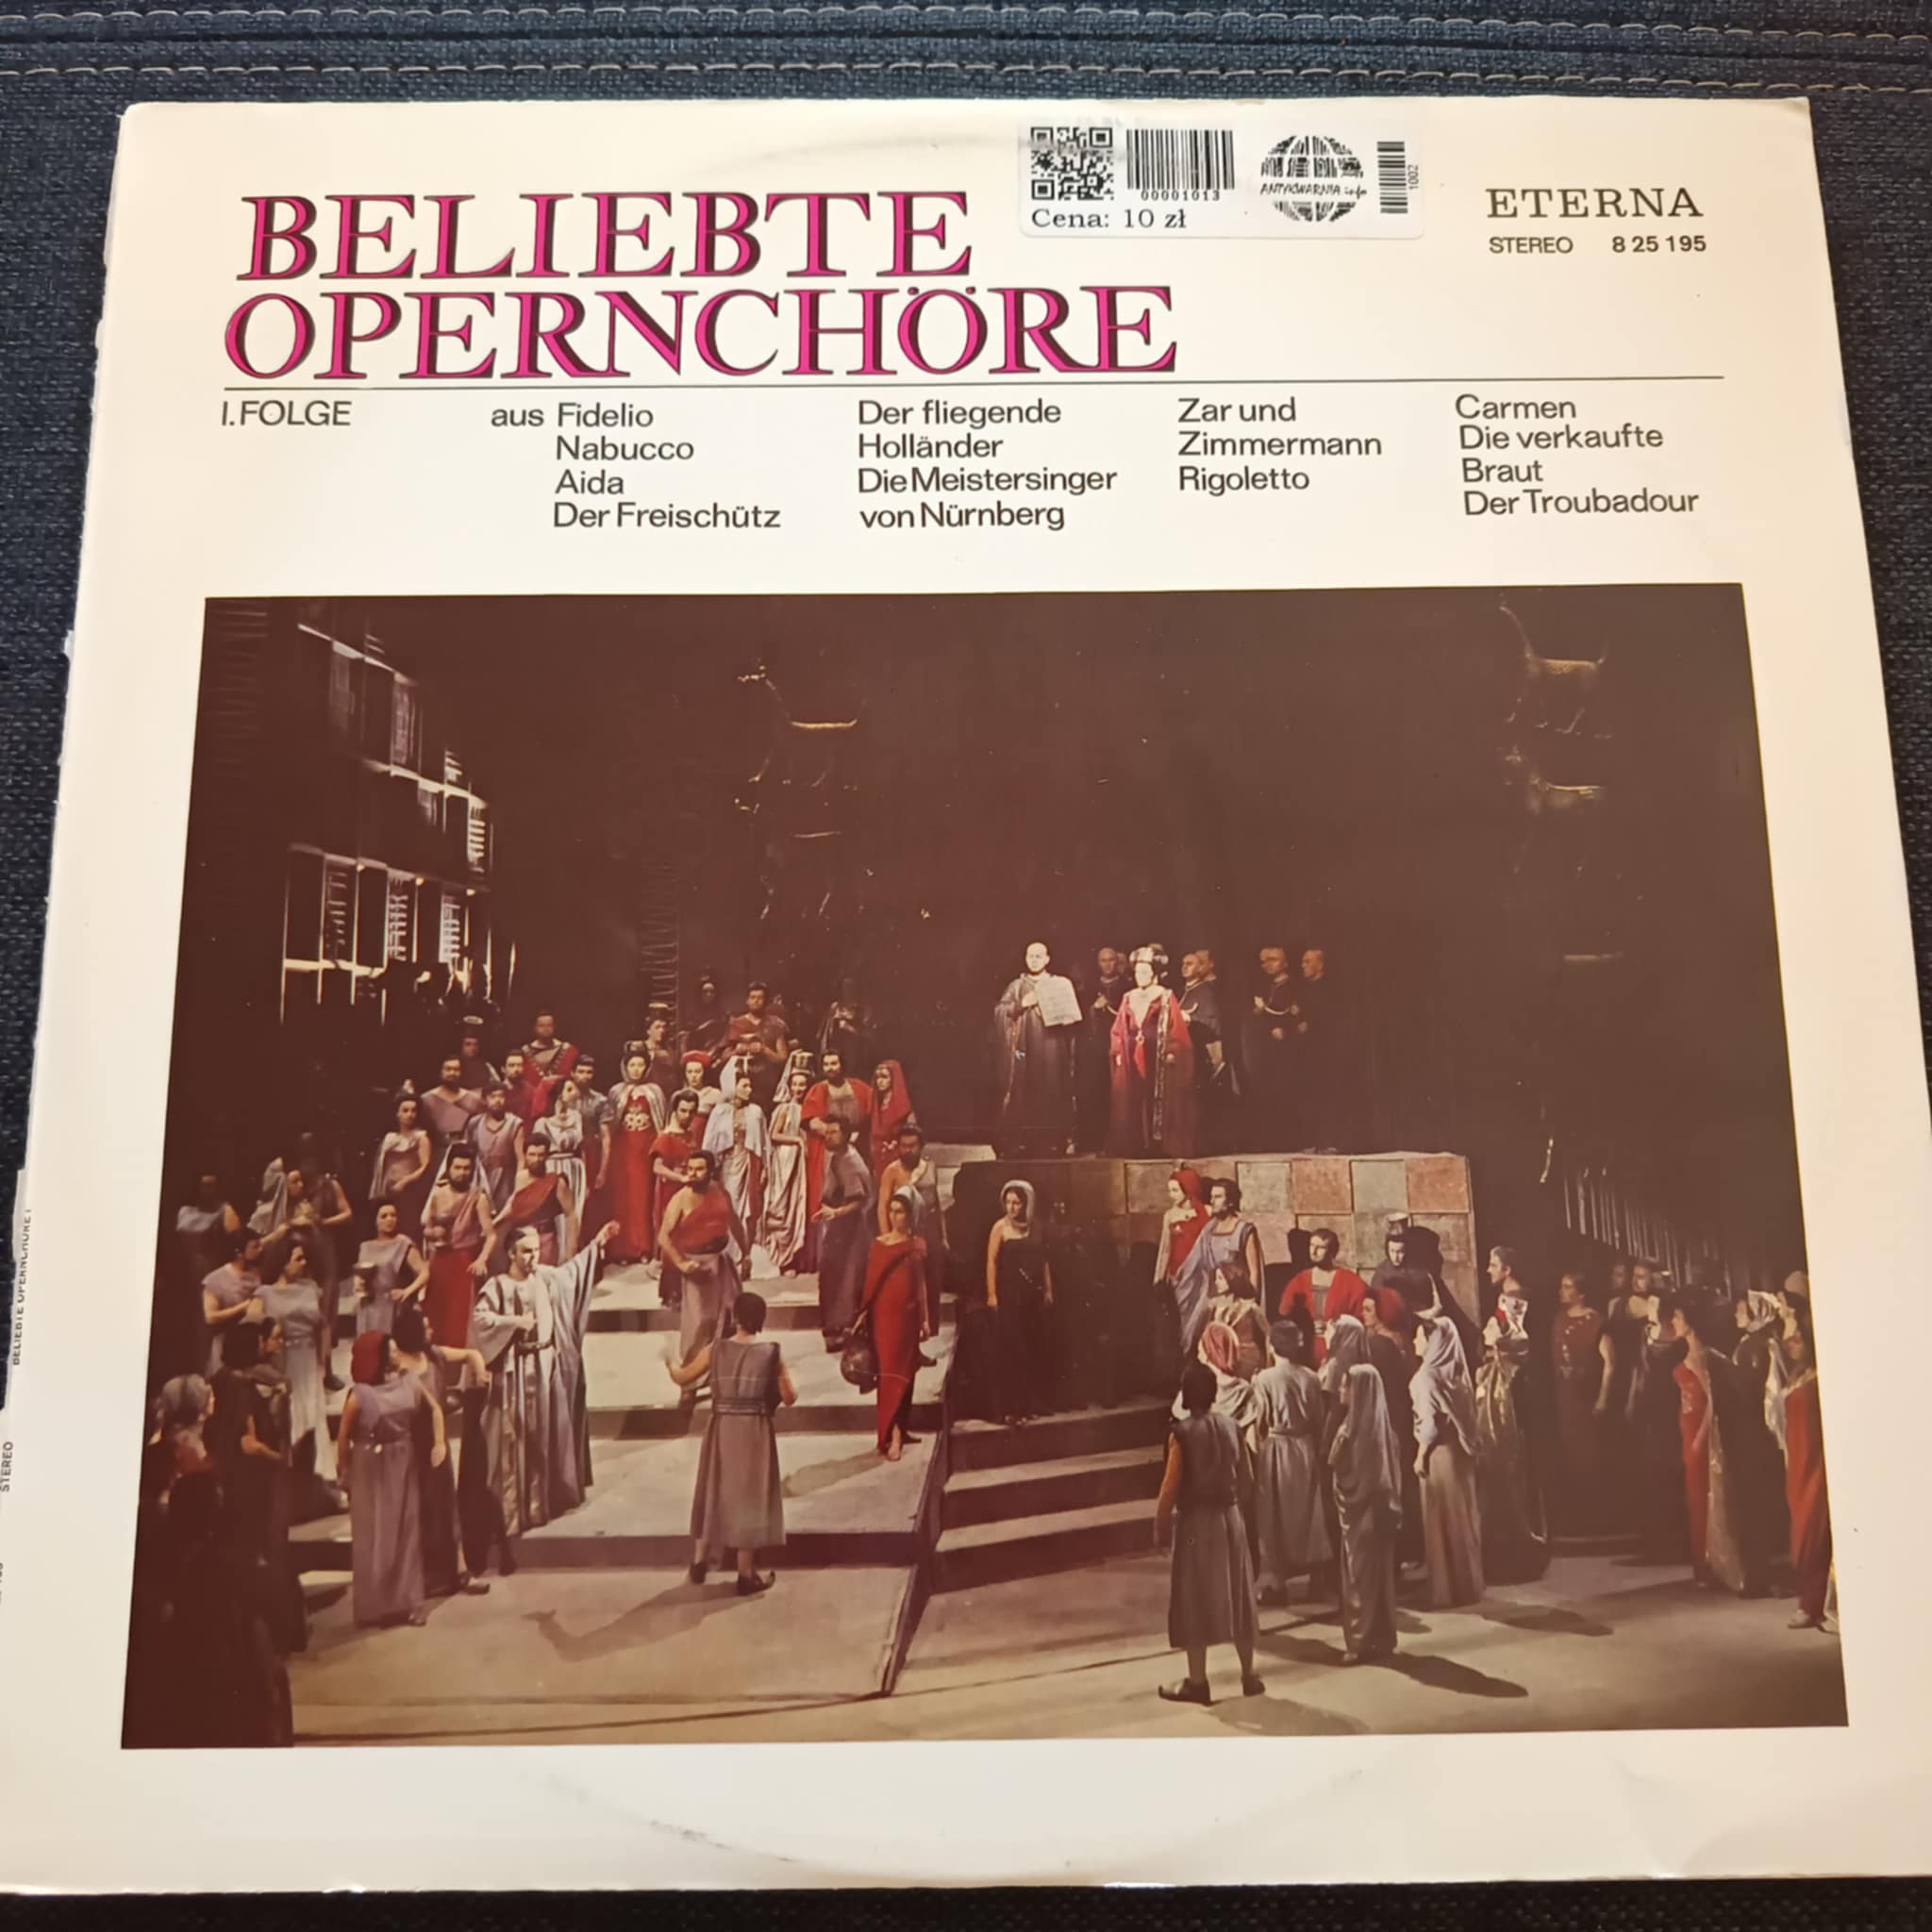 BELIEBTE
OPERNCHÖRE
00001013
Cena: 10 zł
ANTYKWARNIA.info
1002
ETERNA
STEREO 8 25 195
I. FOLGE
aus Fidelio
Nabucco
Aida
Der Freischütz
Der fliegende
Holländer
Die Meistersinger
von Nürnberg
Zar und
Zimmermann
Rigoletto
Carmen
Die verkaufte
Braut
Der Troubadour
BELIEBTE OPERNCHÖRE I
STEREO